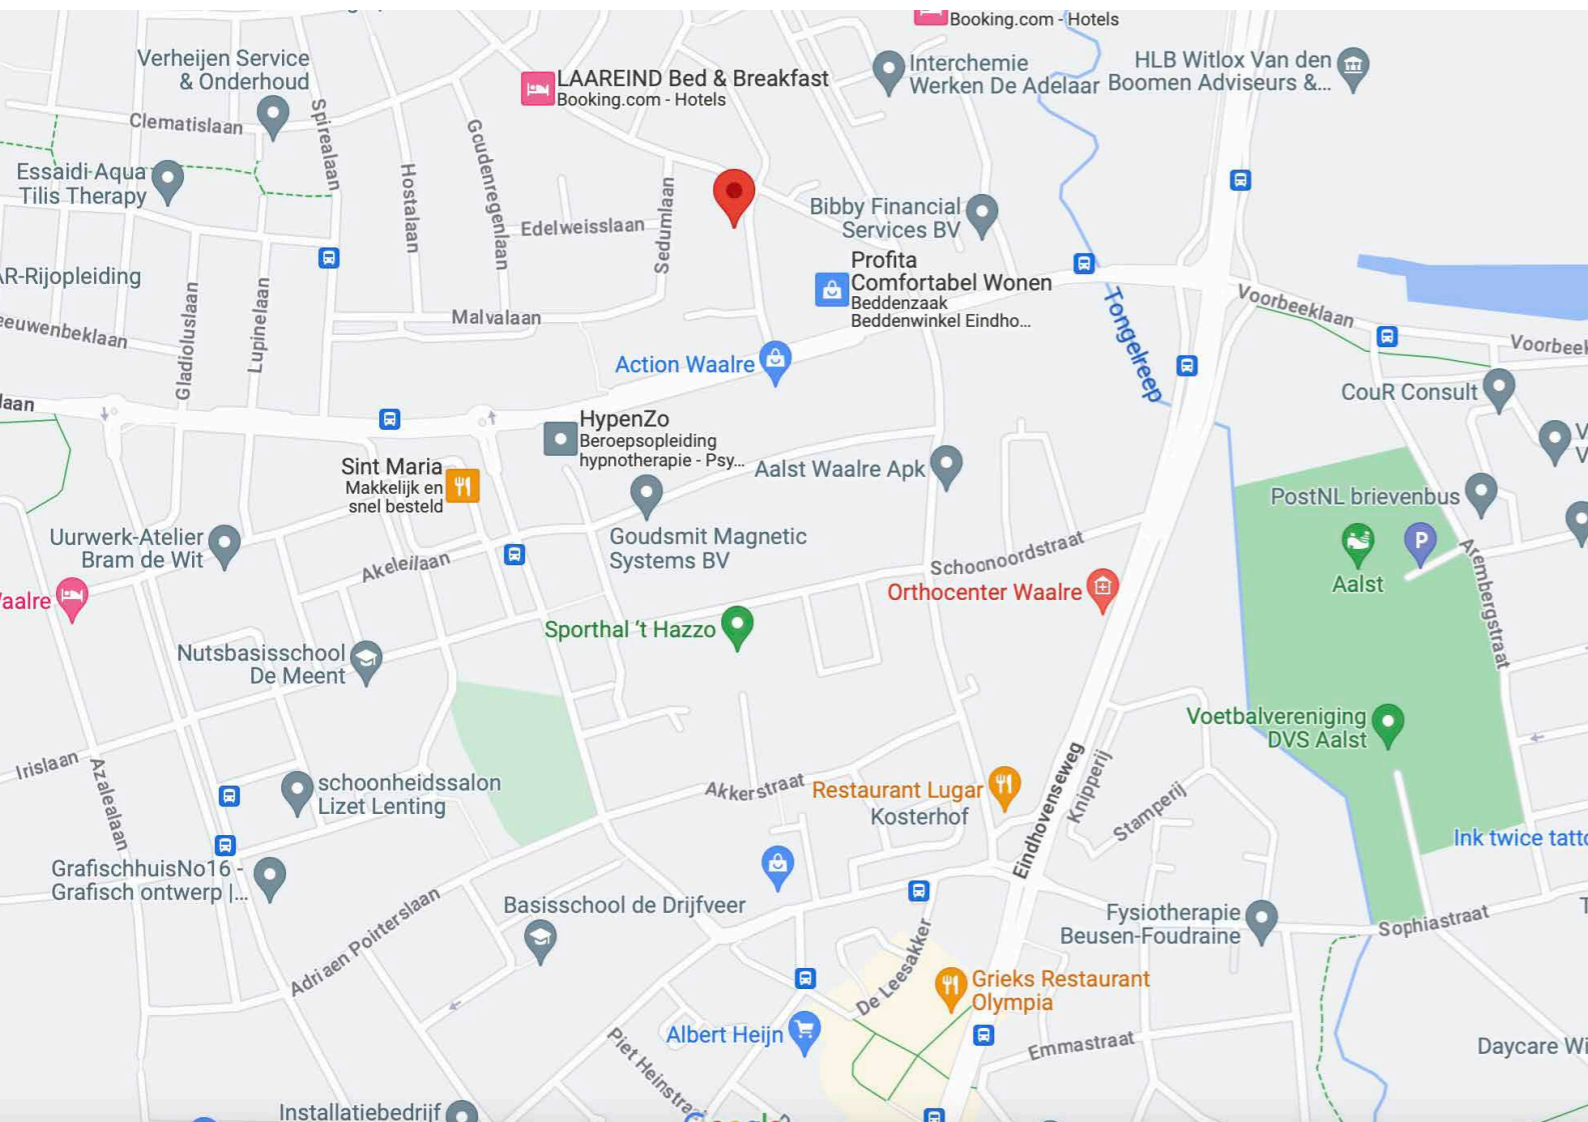 Booking.com - Hotels
Verheijen Service
& Onderhoud
LAAREIND Bed & Breakfast
Booking.com - Hotels
Interchemie
Werken De Adelaar
HLB Witlox Van den
Boomen Adviseurs &...
Clematislaan
Spirealaan
Goudenregenlaan
Hostalaan
Essaidi Aqua
Tilis Therapy
Edelweisslaan
Sedumlaan
Bibby Financial
Services BV
Profita
Comfortabel Wonen
Beddenzaak
Beddenwinkel Eindho...
AR-Rijopleiding
eeuwenbeklaan
Gladioluslaan
Lupinelaan
Malvalaan
Tongelreep
Voorbeeklaan
Voorbeek
Action Waalre
CouR Consult
laan
HypenZo
Beroepsopleiding
hypnotherapie - Psy...
Sint Maria
Makkelijk en
snel besteld
Aalst Waalre Apk
V
V
PostNL brievenbus
P
Uurwerk-Atelier
Bram de Wit
Goudsmit Magnetic
Systems BV
Akeleilaan
Schoonoordstraat
Aalst
Arembergstraat
aalre
Orthocenter Waalre
Sporthal 't Hazzo
Nutsbasisschool
De Meent
Voetbalvereniging
DVS Aalst
Irislaan
Azalealaan
schoonheidssalon
Lizet Lenting
Akkerstraat
Restaurant Lugar
Kosterhof
Eindhovenseweg
Knipperij
Stamperij
Ink twice tatto
GrafischhuisNo16 -
Grafisch ontwerp |...
Basisschool de Drijfveer
Adriaen Poirterslaan
De Leesakker
Fysiotherapie
Beusen-Foudraine
Sophiastraat
Grieks Restaurant
Olympia
Albert Heijn
Piet Heinstraa
Emmastraat
Daycare Wi
Installatiebedrijf
Google